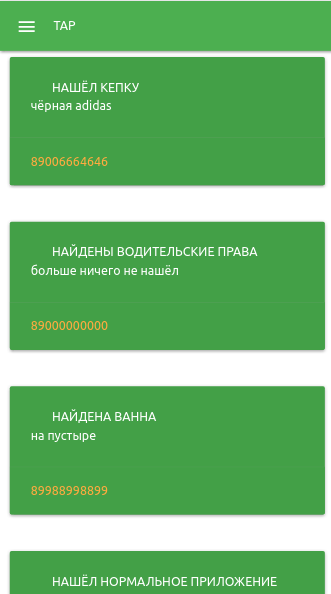 TAP
НАШЁЛ КЕПКУ
чёрная adidas
89006664646
НАЙДЕНЫ ВОДИТЕЛЬСКИЕ ПРАВА
больше ничего не нашёл
89000000000
НАЙДЕНА ВАННА
на пустыре
89988998899
НАШЁЛ НОРМАЛЬНОЕ ПРИЛОЖЕНИЕ